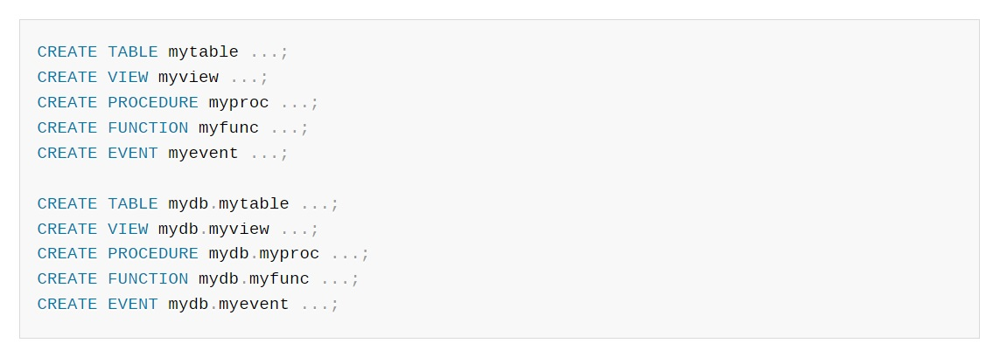 CREATE TABLE mytable ...;
CREATE VIEW myview ...;
CREATE PROCEDURE myproc ...;
CREATE FUNCTION myfunc ...;
CREATE EVENT myevent ...;

CREATE TABLE mydb.mytable ...;
CREATE VIEW mydb.myview ...;
CREATE PROCEDURE mydb.myproc ...;
CREATE FUNCTION mydb.myfunc ...;
CREATE EVENT mydb.myevent ...;